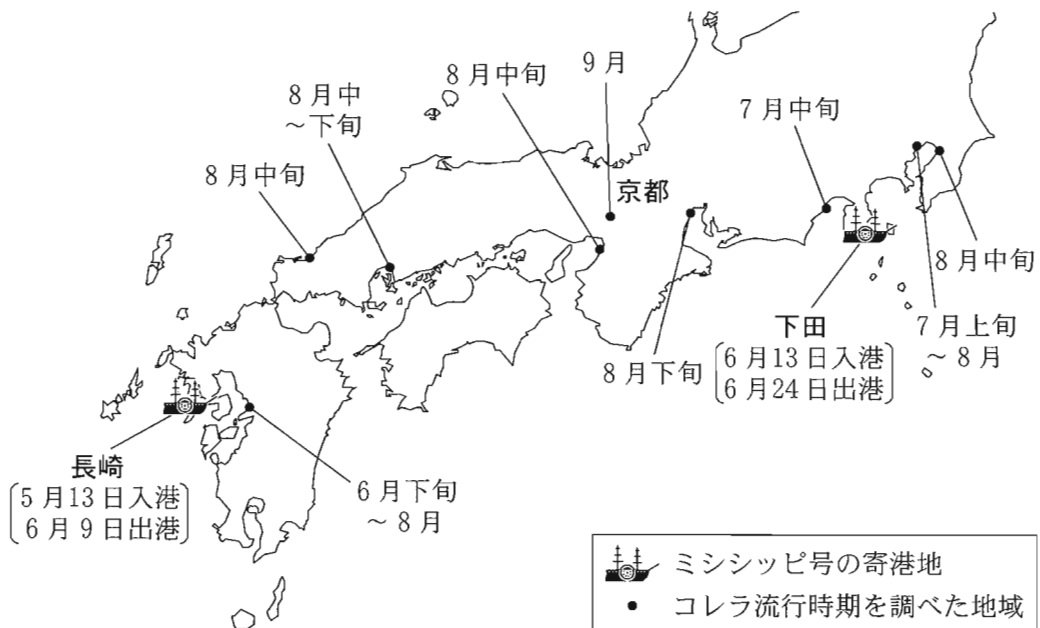 8月中旬
9月
8月中
～下旬
7月中旬
8月中旬
京都
8月中旬
下田
6月13日入港
6月24日出港
7月上旬
～8月
8月下旬
長崎
5月13日入港
6月9日出港
6月下旬
～8月
ミシシッピ号の寄港地
コレラ流行時期を調べた地域